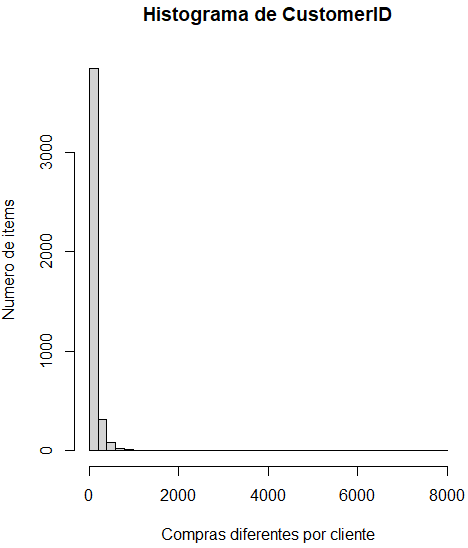 Histograma de CustomerID
Numero de items
3000
2000
1000
0
0 2000 4000 6000 8000
Compras diferentes por cliente